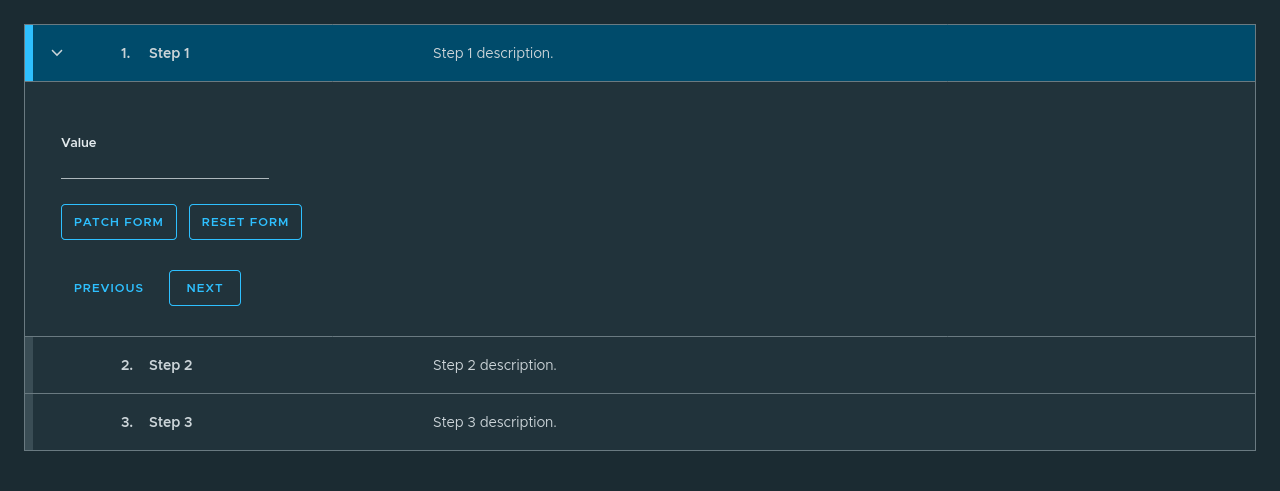 1. Step 1 Step 1 description.
Value
PATCH FORM RESET FORM
PREVIOUS NEXT
2. Step 2 Step 2 description.
3. Step 3 Step 3 description.